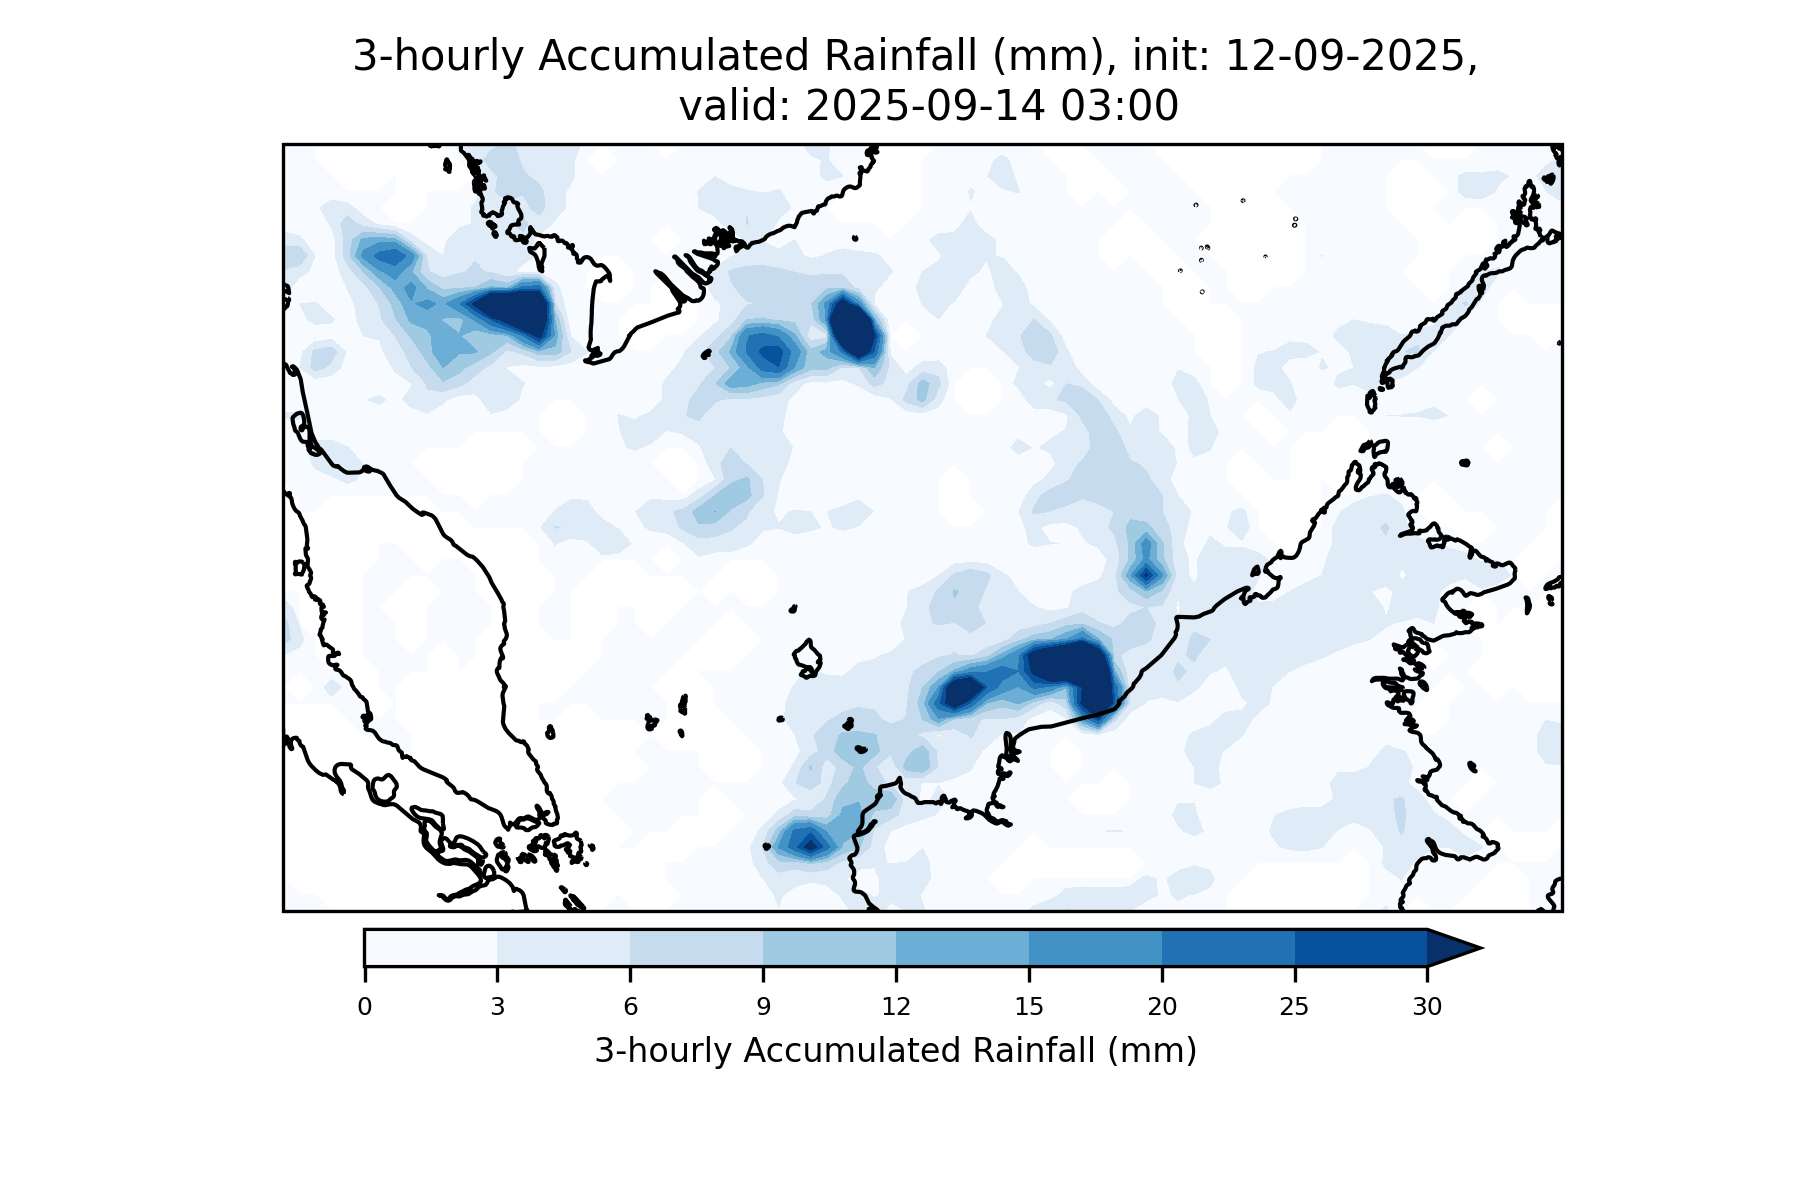 3-hourly Accumulated Rainfall (mm), init: 12-09-2025,
valid: 2025-09-14 03:00
0 3 6 9 12 15 20 25 30
3-hourly Accumulated Rainfall (mm)